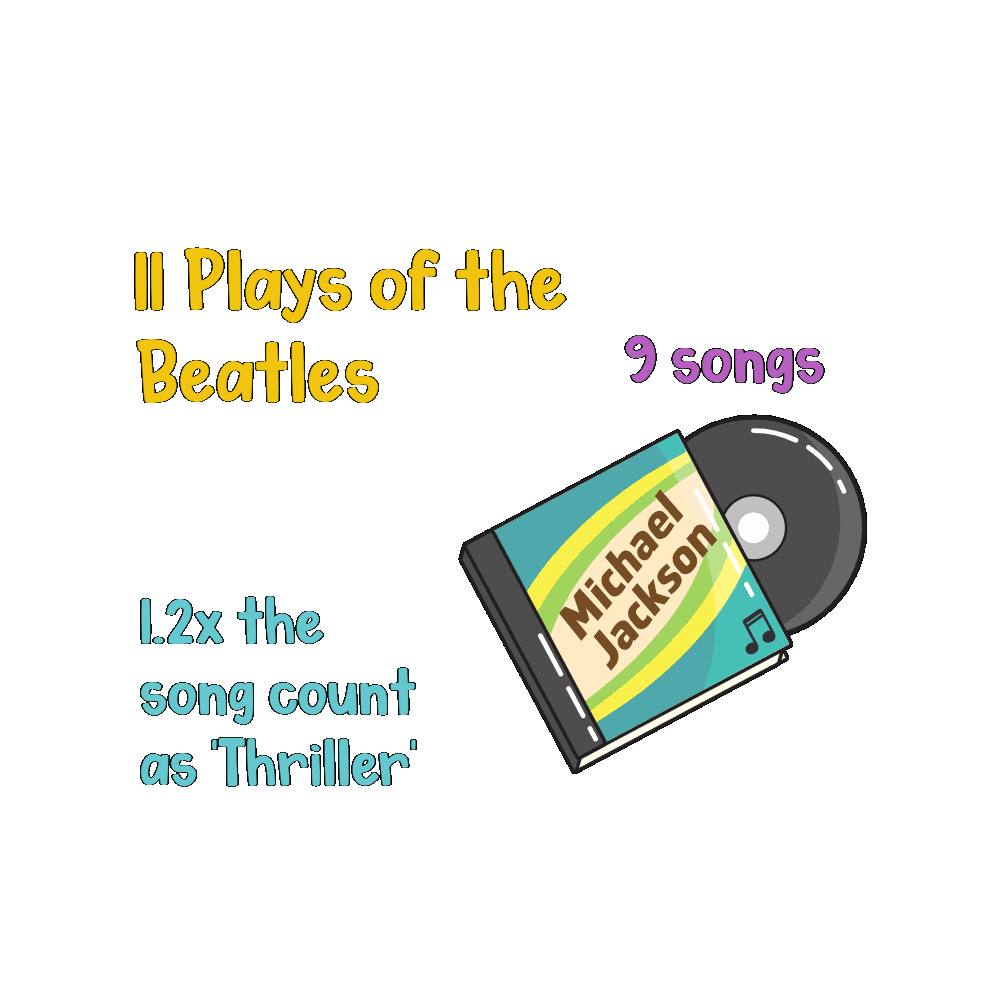 11 Plays of the
Beatles
9 songs
Michael
Jackson
1.2x the
song count
as 'Thriller'